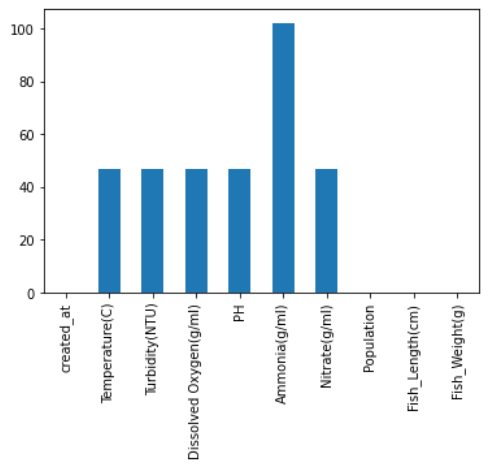 100
80
60
40
20
0
created_at
Temperature(C)
Turbidity(NTU)
Dissolved Oxygen(g/ml)
PH
Ammonia(g/ml)
Nitrate(g/ml)
Population
Fish_Length(cm)
Fish_Weight(g)